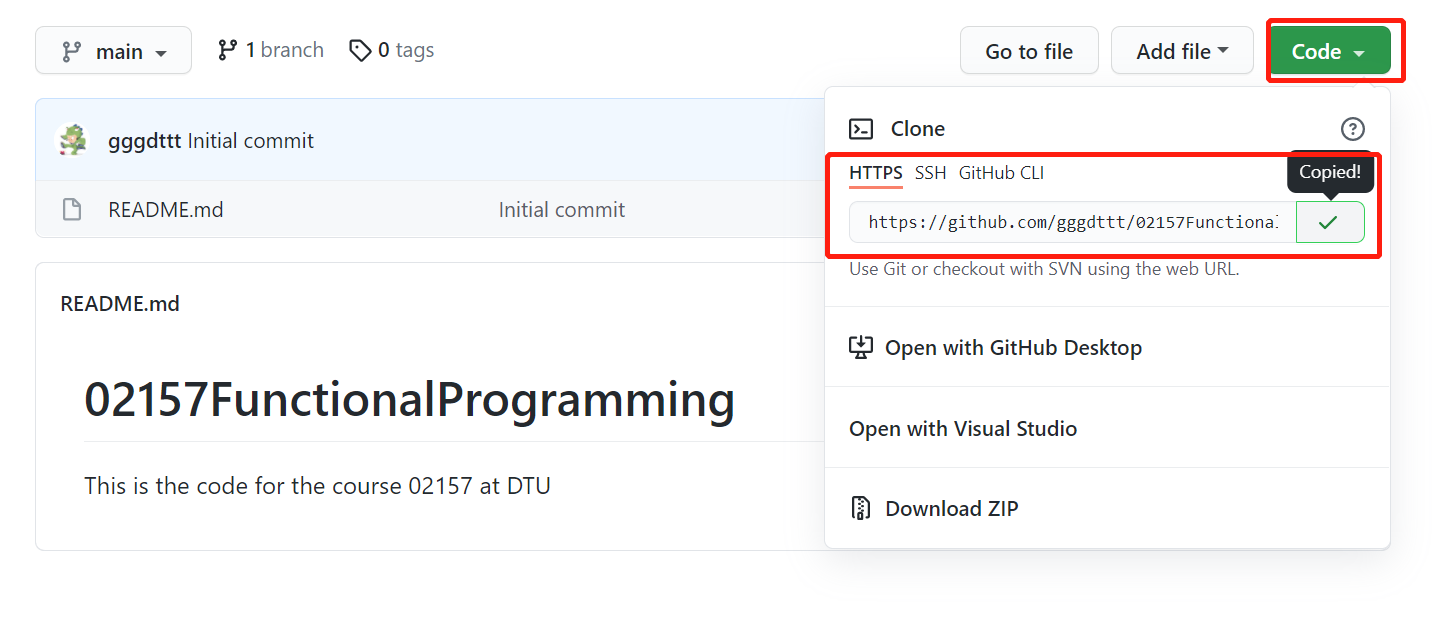 main 1 branch 0 tags Go to file Add file Code
gggdttt Initial commit
README.md Initial commit
README.md
02157FunctionalProgramming
This is the code for the course 02157 at DTU
Clone
HTTPS SSH GitHub CLI Copied!
https://github.com/gggdttt/02157Functional
Use Git or checkout with SVN using the web URL.
Open with GitHub Desktop
Open with Visual Studio
Download ZIP